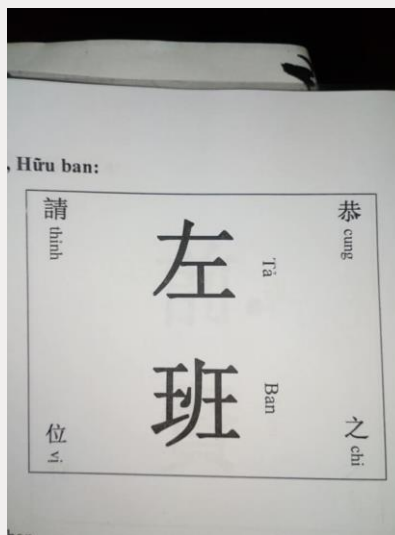 , Hữu ban:
恭 cung
之 chi
左 Tả
班 Ban
請 thỉnh
位 vị